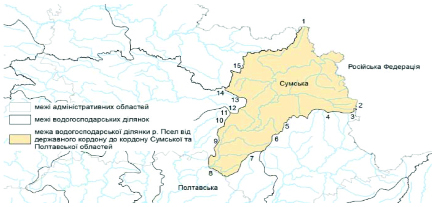 1
Російська Федерація
15
Сумська
14
13
12
11
10
2
3
4
5
6
7
8
9
межі адміністративних областей
межі водогосподарських ділянок
межа водогосподарської ділянки р. Псел від
державного кордону до кордону Сумської та
Полтавської областей
Полтавська